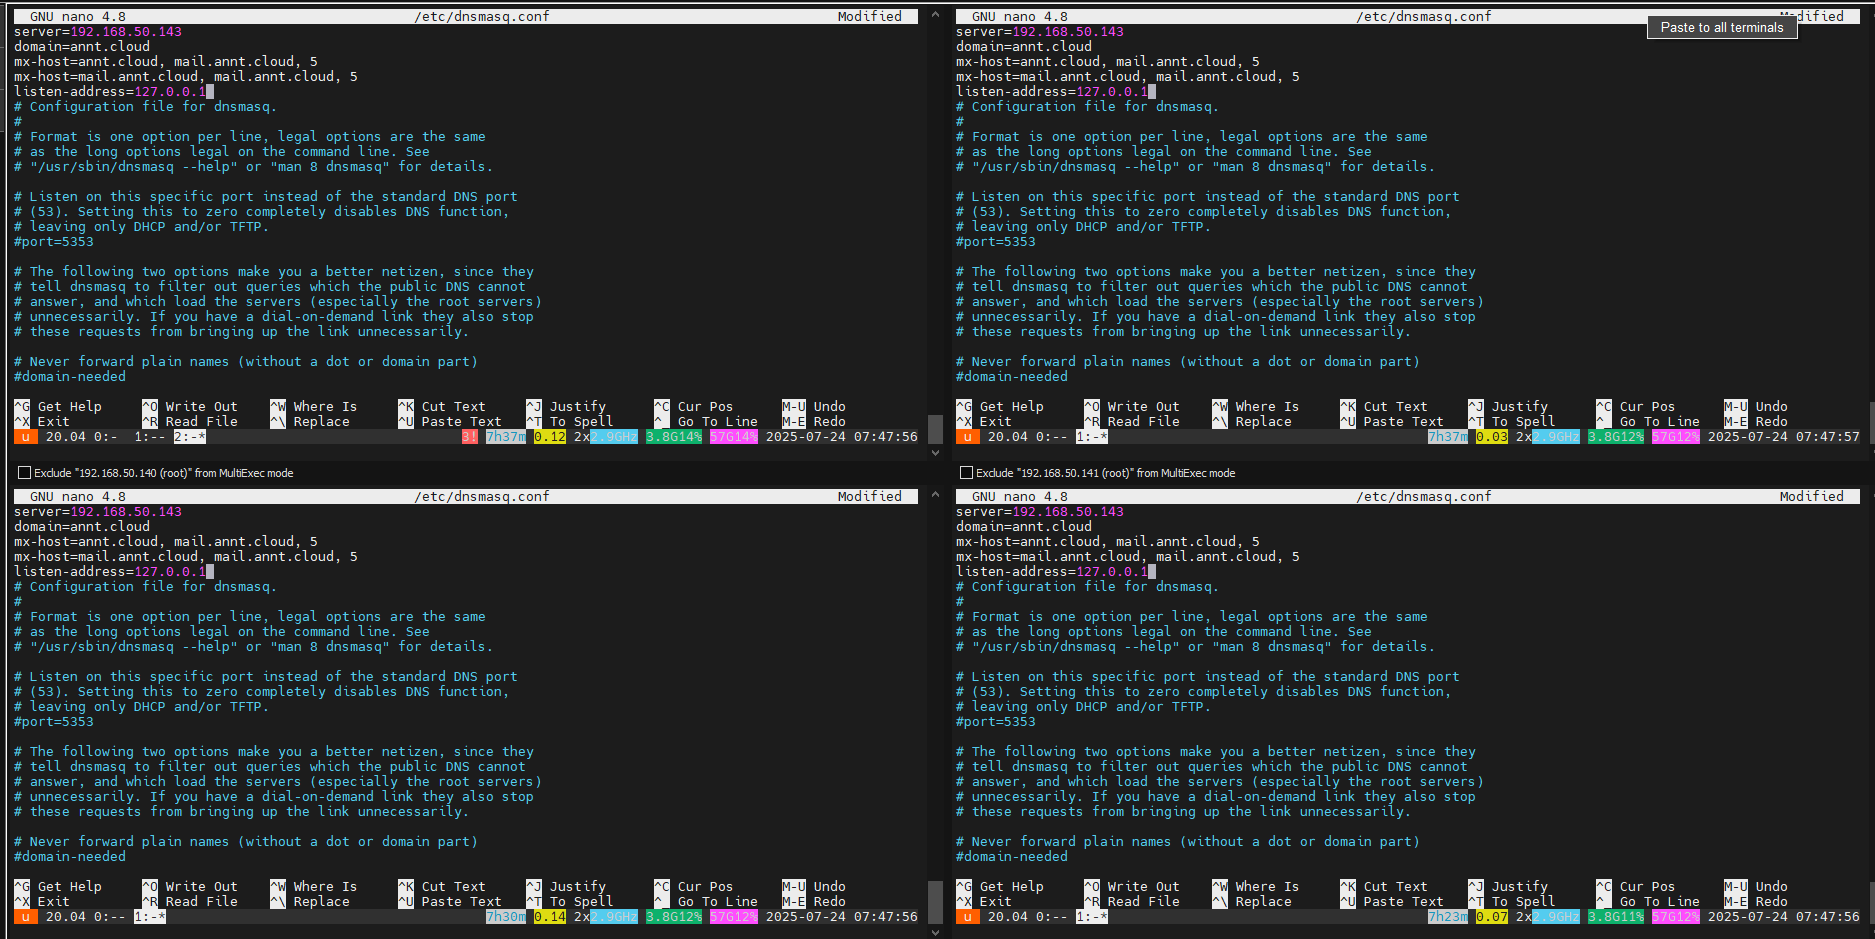 GNU nano 4.8 /etc/dnsmasq.conf Modified
server=192.168.50.143
domain=annt.cloud
mx-host=annt.cloud, mail.annt.cloud, 5
mx-host=mail.annt.cloud, mail.annt.cloud, 5
listen-address=127.0.0.1
# Configuration file for dnsmasq.
#
# Format is one option per line, legal options are the same
# as the long options legal on the command line. See
# "/usr/sbin/dnsmasq --help" or "man 8 dnsmasq" for details.
# Listen on this specific port instead of the standard DNS port
# (53). Setting this to zero completely disables DNS function,
# leaving only DHCP and/or TFTP.
#port=5353
# The following two options make you a better netizen, since they
# tell dnsmasq to filter out queries which the public DNS cannot
# answer, and which load the servers (especially the root servers)
# unnecessarily. If you have a dial-on-demand link they also stop
# these requests from bringing up the link unnecessarily.
# Never forward plain names (without a dot or domain part)
#domain-needed
^G Get Help ^O Write Out ^W Where Is ^K Cut Text ^J Justify ^C Cur Pos M-U Undo
^X Exit ^R Read File ^\ Replace ^U Paste Text ^T To Spell ^_ Go To Line M-E Redo
u 20.04 0:- 1:-- 2:-* 3! 7h37m 0.12 2x2.9GHz 3.8G14% 57G14% 2025-07-24 07:47:56
Exclude "192.168.50.140 (root)" from MultiExec mode
GNU nano 4.8 /etc/dnsmasq.conf Modified
Paste to all terminals
server=192.168.50.143
domain=annt.cloud
mx-host=annt.cloud, mail.annt.cloud, 5
mx-host=mail.annt.cloud, mail.annt.cloud, 5
listen-address=127.0.0.1
# Configuration file for dnsmasq.
#
# Format is one option per line, legal options are the same
# as the long options legal on the command line. See
# "/usr/sbin/dnsmasq --help" or "man 8 dnsmasq" for details.
# Listen on this specific port instead of the standard DNS port
# (53). Setting this to zero completely disables DNS function,
# leaving only DHCP and/or TFTP.
#port=5353
# The following two options make you a better netizen, since they
# tell dnsmasq to filter out queries which the public DNS cannot
# answer, and which load the servers (especially the root servers)
# unnecessarily. If you have a dial-on-demand link they also stop
# these requests from bringing up the link unnecessarily.
# Never forward plain names (without a dot or domain part)
#domain-needed
^G Get Help ^O Write Out ^W Where Is ^K Cut Text ^J Justify ^C Cur Pos M-U Undo
^X Exit ^R Read File ^\ Replace ^U Paste Text ^T To Spell ^_ Go To Line M-E Redo
u 20.04 0:-- 1:-* 7h37m 0.03 2x2.9GHz 3.8G12% 57G12% 2025-07-24 07:47:57
Exclude "192.168.50.141 (root)" from MultiExec mode
GNU nano 4.8 /etc/dnsmasq.conf Modified
server=192.168.50.143
domain=annt.cloud
mx-host=annt.cloud, mail.annt.cloud, 5
mx-host=mail.annt.cloud, mail.annt.cloud, 5
listen-address=127.0.0.1
# Configuration file for dnsmasq.
#
# Format is one option per line, legal options are the same
# as the long options legal on the command line. See
# "/usr/sbin/dnsmasq --help" or "man 8 dnsmasq" for details.
# Listen on this specific port instead of the standard DNS port
# (53). Setting this to zero completely disables DNS function,
# leaving only DHCP and/or TFTP.
#port=5353
# The following two options make you a better netizen, since they
# tell dnsmasq to filter out queries which the public DNS cannot
# answer, and which load the servers (especially the root servers)
# unnecessarily. If you have a dial-on-demand link they also stop
# these requests from bringing up the link unnecessarily.
# Never forward plain names (without a dot or domain part)
#domain-needed
^G Get Help ^O Write Out ^W Where Is ^K Cut Text ^J Justify ^C Cur Pos M-U Undo
^X Exit ^R Read File ^\ Replace ^U Paste Text ^T To Spell ^_ Go To Line M-E Redo
u 20.04 0:-- 1:-* 7h30m 0.14 2x2.9GHz 3.8G12% 57G12% 2025-07-24 07:47:56
GNU nano 4.8 /etc/dnsmasq.conf Modified
server=192.168.50.143
domain=annt.cloud
mx-host=annt.cloud, mail.annt.cloud, 5
mx-host=mail.annt.cloud, mail.annt.cloud, 5
listen-address=127.0.0.1
# Configuration file for dnsmasq.
#
# Format is one option per line, legal options are the same
# as the long options legal on the command line. See
# "/usr/sbin/dnsmasq --help" or "man 8 dnsmasq" for details.
# Listen on this specific port instead of the standard DNS port
# (53). Setting this to zero completely disables DNS function,
# leaving only DHCP and/or TFTP.
#port=5353
# The following two options make you a better netizen, since they
# tell dnsmasq to filter out queries which the public DNS cannot
# answer, and which load the servers (especially the root servers)
# unnecessarily. If you have a dial-on-demand link they also stop
# these requests from bringing up the link unnecessarily.
# Never forward plain names (without a dot or domain part)
#domain-needed
^G Get Help ^O Write Out ^W Where Is ^K Cut Text ^J Justify ^C Cur Pos M-U Undo
^X Exit ^R Read File ^\ Replace ^U Paste Text ^T To Spell ^_ Go To Line M-E Redo
u 20.04 0:-- 1:-* 7h23m 0.07 2x2.9GHz 3.8G11% 57G12% 2025-07-24 07:47:56